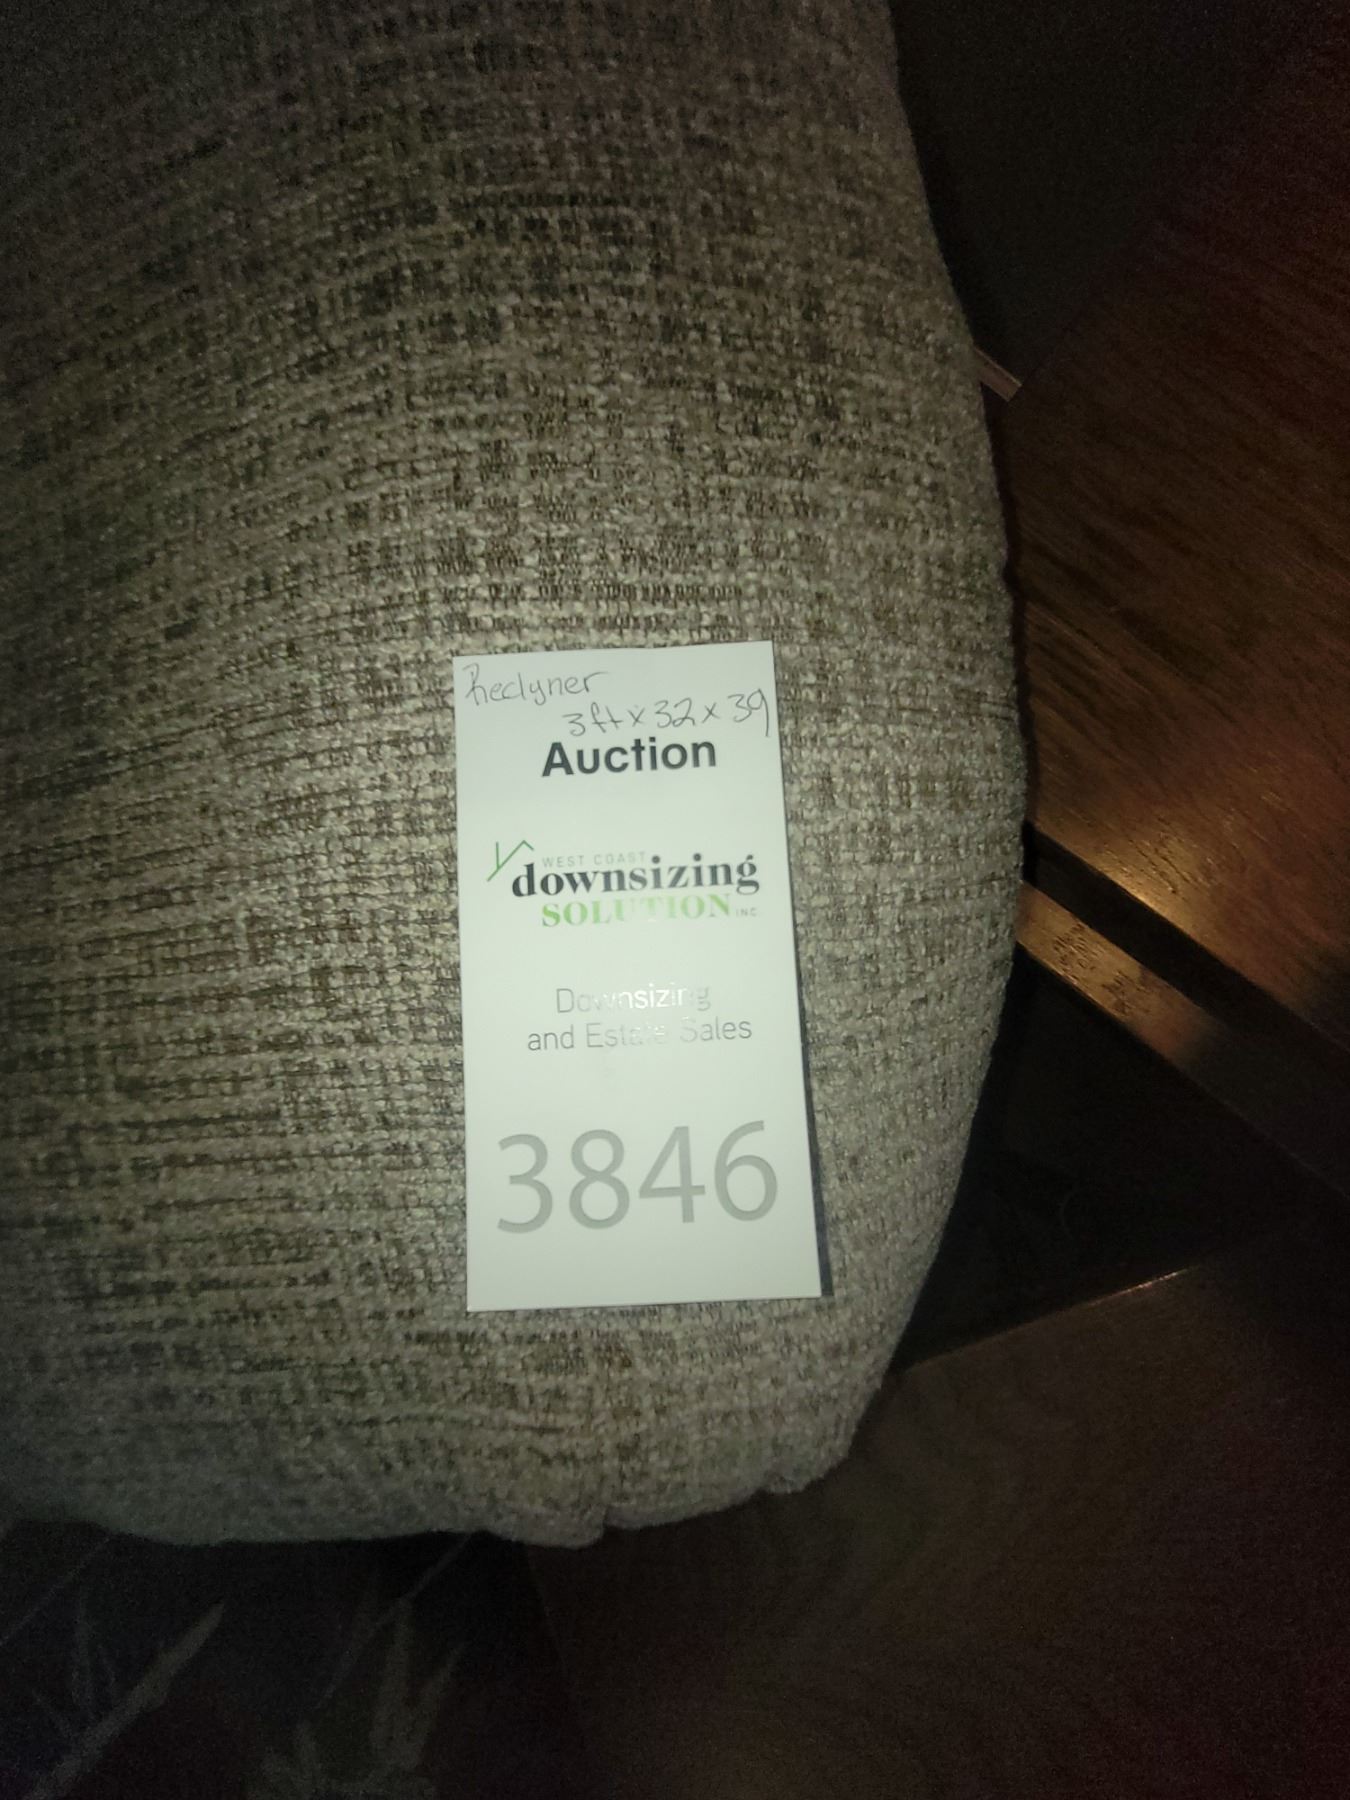 Reclyner
3ft x 32 x 39
Auction
WEST COAST
downsizing
SOLUTION INC.
Downsizing
and Estate Sales
3846